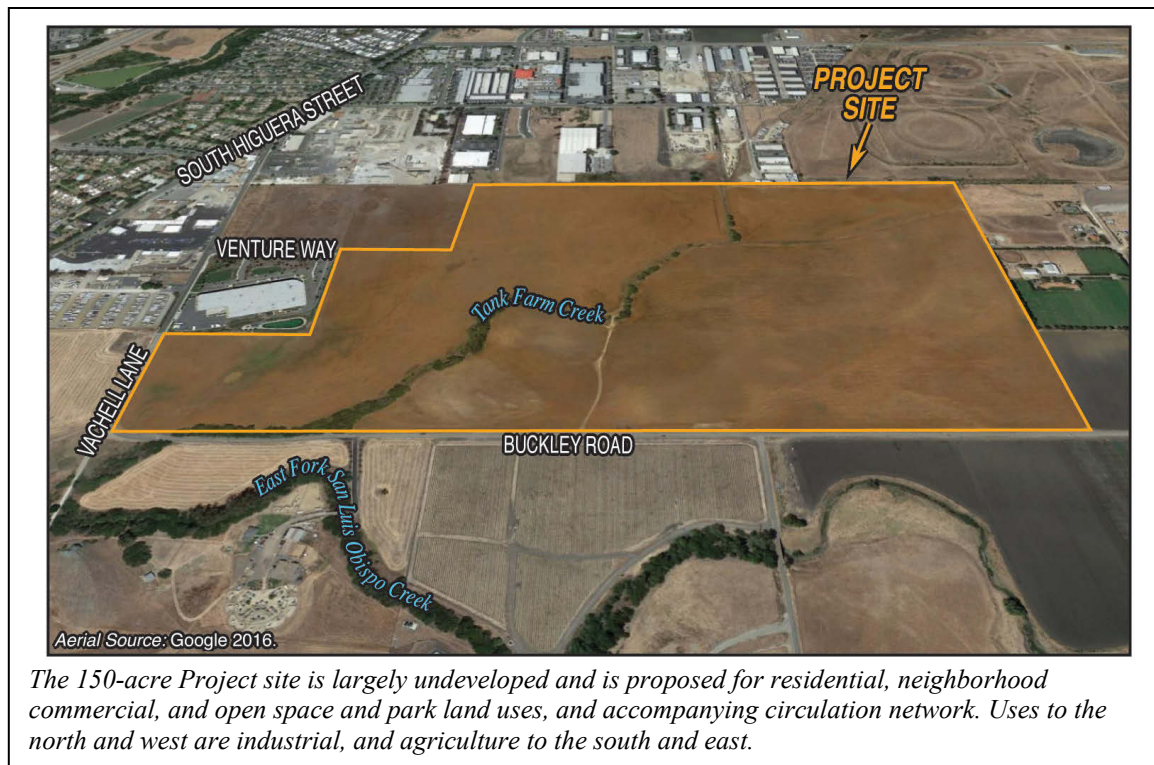 PROJECT
SITE
SOUTH HIGUERA STREET
VENTURE WAY
Tank Farm Creek
VACHELL LANE
BUCKLEY ROAD
East Fork San Luis Obispo Creek
Aerial Source: Google 2016.
The 150-acre Project site is largely undeveloped and is proposed for residential, neighborhood
commercial, and open space and park land uses, and accompanying circulation network. Uses to the
north and west are industrial, and agriculture to the south and east.